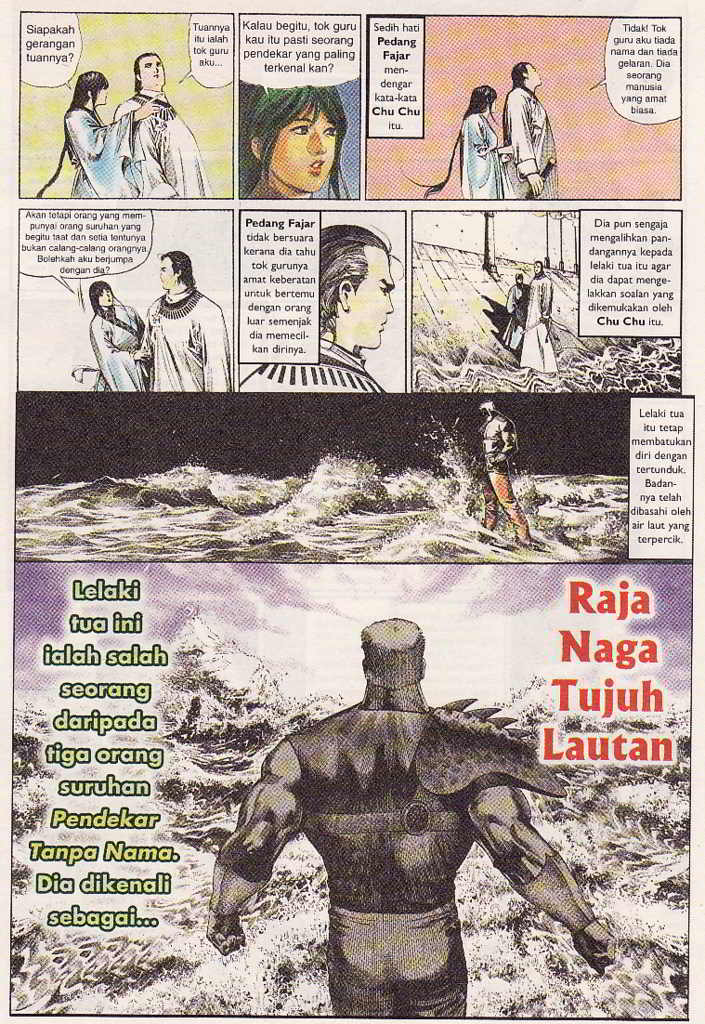 Siapakah
gerangan
tuannya?
Tuannya
itu ialah
tok guru
aku...
Kalau begitu, tok guru
kau itu pasti seorang
pendekar yang paling
terkenal kan?
Sedih hati
Pedang
Fajar
men-
dengar
kata-kata
Chu Chu
itu.
Tidak! Tok
guru aku tiada
nama dan tiada
gelaran. Dia
seorang
manusia
yang amat
biasa.
Akan tetapi orang yang mem-
punyai orang suruhan yang
begitu taat dan setia tentunya
bukan calang-calang orangnya.
Bolehkah aku berjumpa
dengan dia?
Pedang Fajar
tidak bersuara
kerana dia tahu
tok gurunya
amat keberatan
untuk bertemu
dengan orang
luar semenjak
dia memecil-
kan dirinya.
Dia pun sengaja
mengalihkan pan-
dangannya kepada
lelaki tua itu agar
dia dapat menge-
lakkan soalan yang
dikemukakan oleh
Chu Chu itu.
Lelaki tua
itu tetap
membatukan
diri dengan
tertunduk.
Badan-
nya telah
dibasahi oleh
air laut yang
terpercik.
Lelaki
tua ini
ialah salah
seorang
daripada
tiga orang
suruhan
Pendekar
Tanpa Nama.
Dia dikenali
sebagai...
Raja
Naga
Tujuh
Lautan